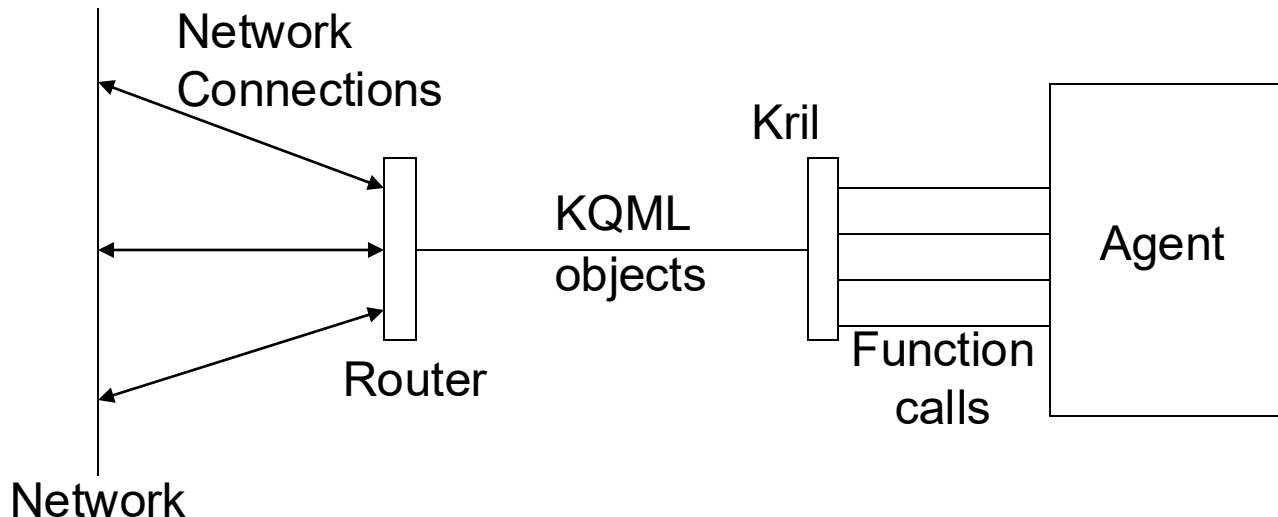 Network
Connections
Kril
KQML
objects
Agent
Function
calls
Router
Network